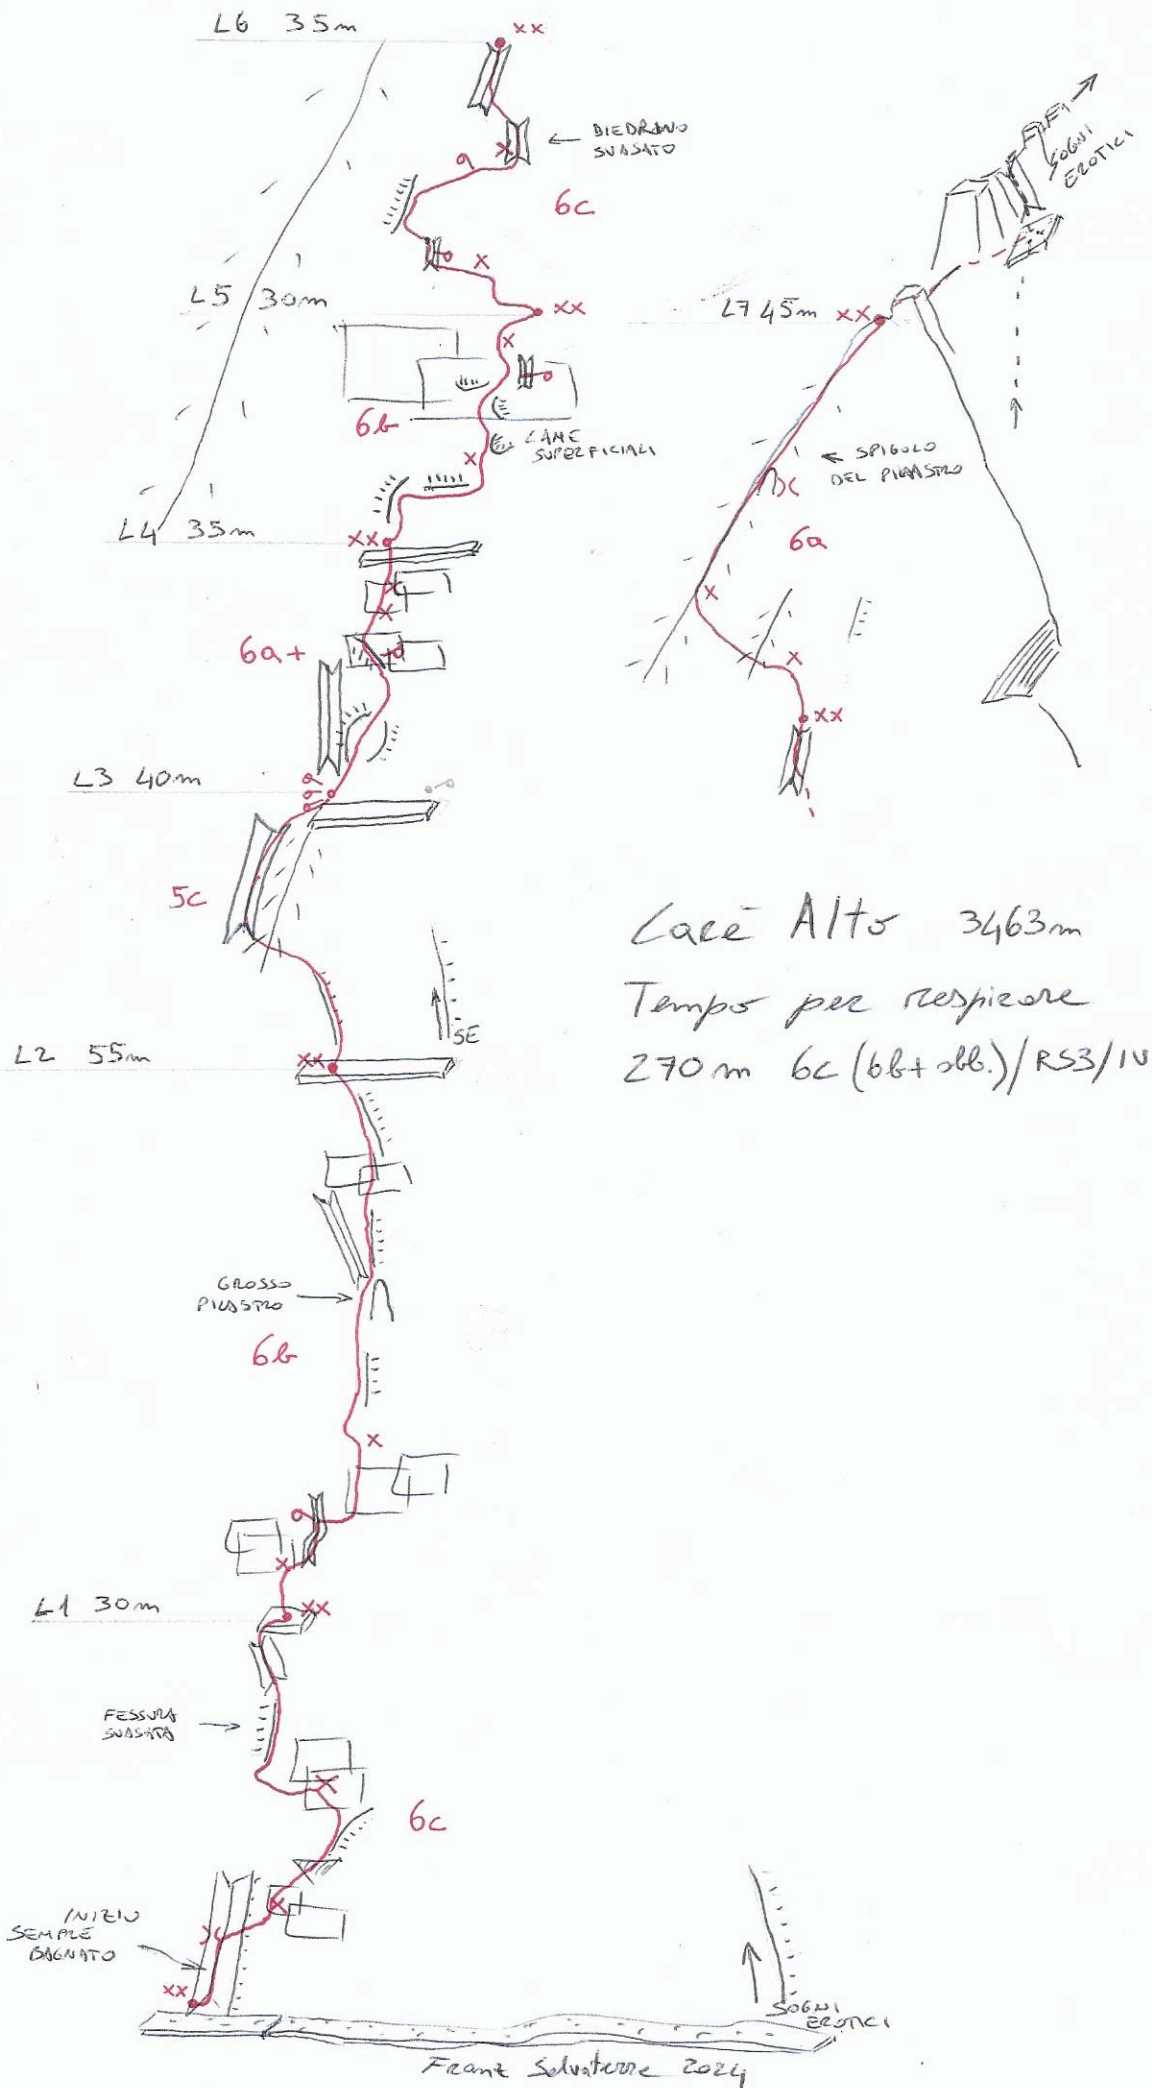 L6 35m
xx
DIEDRINO
SVASATO
6c
SOGNI
EROTICI
L5 30m
xx
L7 45m
xx
6b
LAME
SUPERFICIALI
SPIGOLO
DEL PILASTRO
6a
L4 35m
xx
6a+
xx
L3 40m
5c
Carè Alto 3463m
Tempo per respirare
270m 6c (6b+ obb.)/RS3/IV
SE
L2 55m
xx
GROSSO
PILASTRO
6b
L1 30m
xx
FESSURA
SVASATA
6c
INIZIO
SEMPRE
BAGNATO
xx
SOGNI
EROTICI
Franz Salvaterra 2024